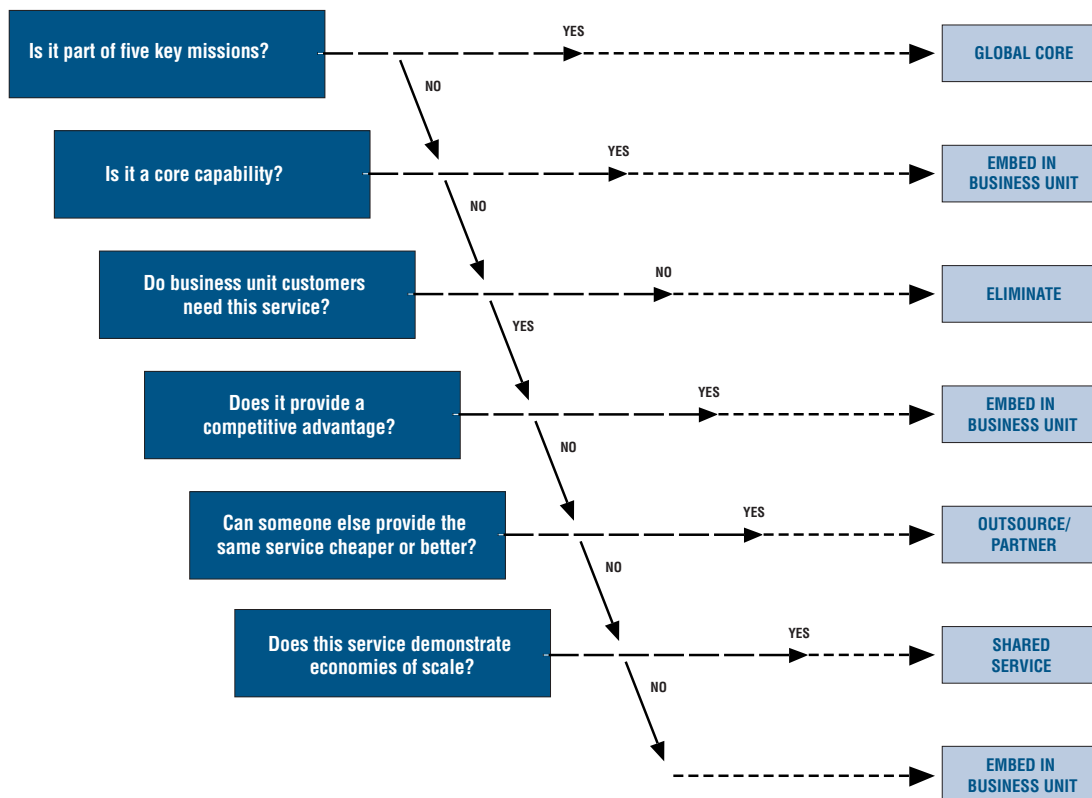 Is it part of five key missions?
YES
GLOBAL CORE
NO
Is it a core capability?
YES
EMBED IN
BUSINESS UNIT
NO
Do business unit customers
need this service?
NO
ELIMINATE
YES
Does it provide a
competitive advantage?
YES
EMBED IN
BUSINESS UNIT
NO
Can someone else provide the
same service cheaper or better?
YES
OUTSOURCE/
PARTNER
NO
Does this service demonstrate
economies of scale?
YES
SHARED
SERVICE
NO
EMBED IN
BUSINESS UNIT